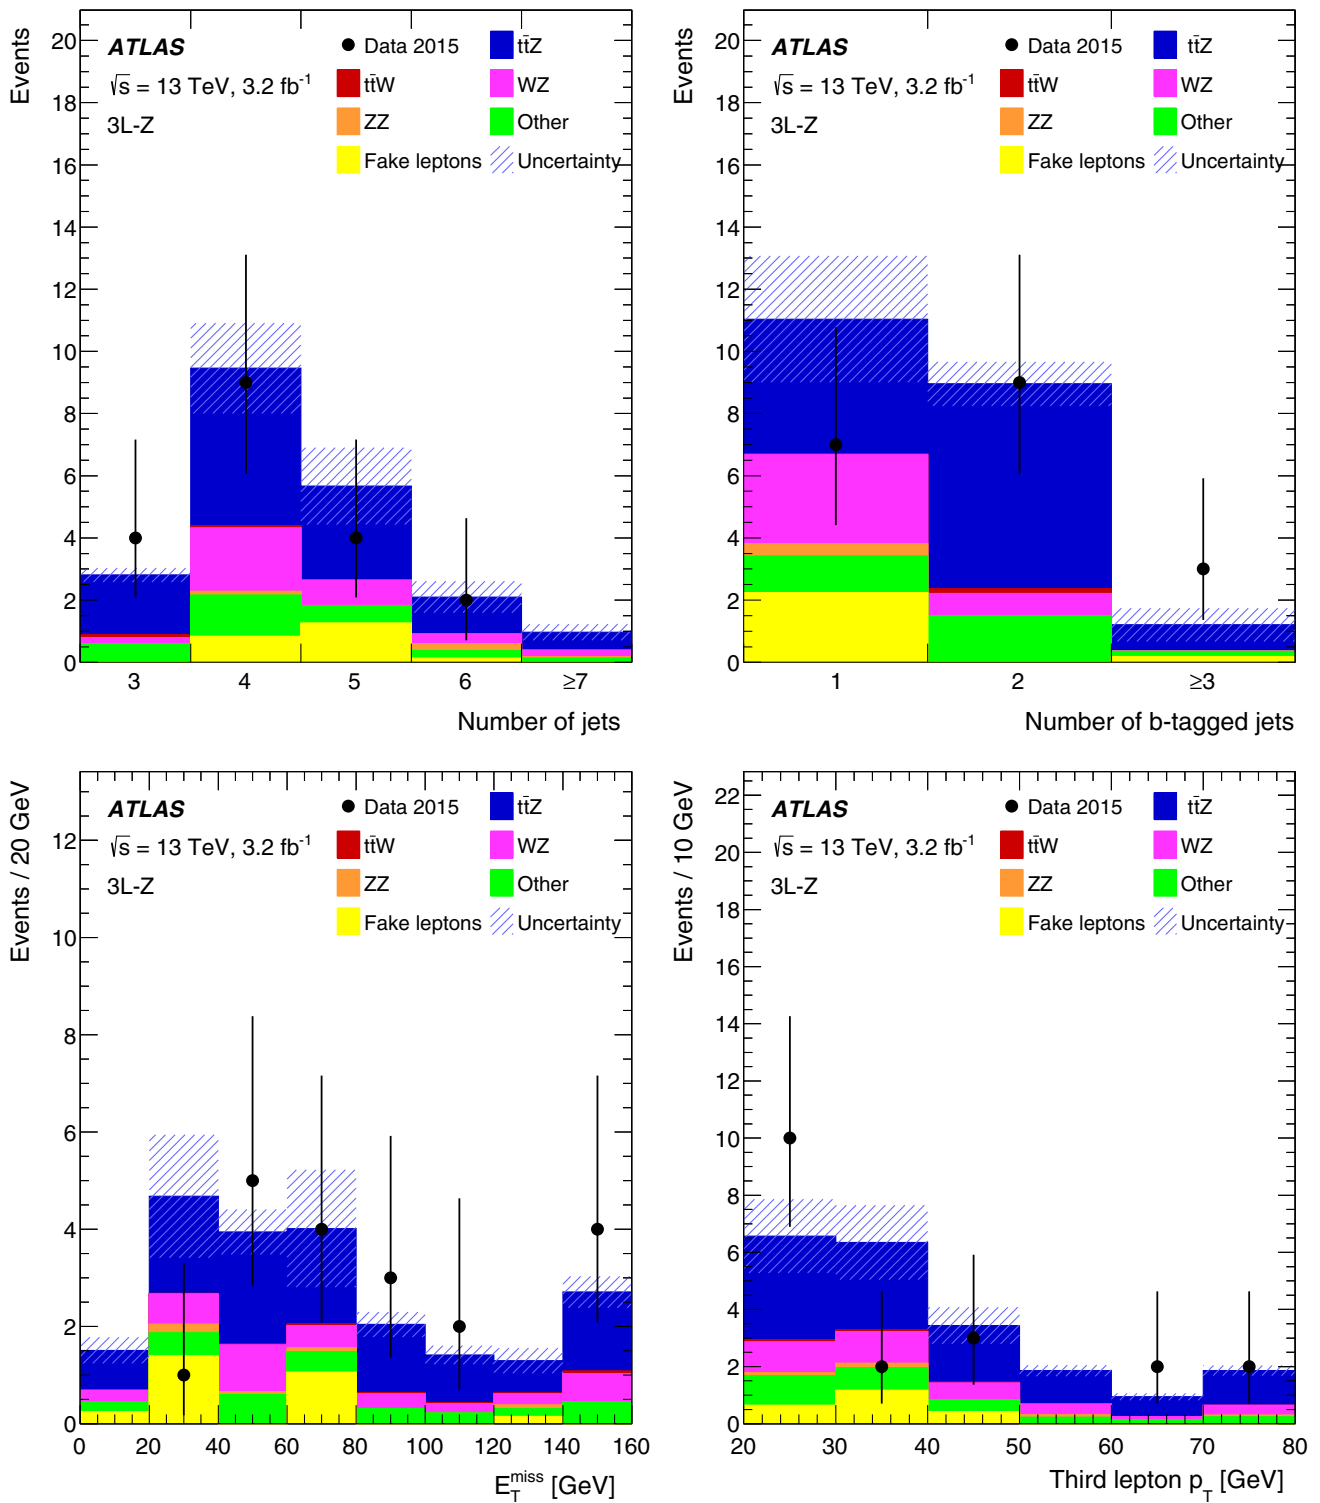 Events
20
18
16
14
12
10
8
6
4
2
0
ATLAS
√s = 13 TeV, 3.2 fb⁻¹
3L-Z
Data 2015
tt̄Z
tt̄W
WZ
ZZ
Other
Fake leptons
Uncertainty
3 4 5 6 ≥7
Number of jets
Events
20
18
16
14
12
10
8
6
4
2
0
ATLAS
√s = 13 TeV, 3.2 fb⁻¹
3L-Z
Data 2015
tt̄Z
tt̄W
WZ
ZZ
Other
Fake leptons
Uncertainty
1 2 ≥3
Number of b-tagged jets
Events / 20 GeV
12
10
8
6
4
2
0
ATLAS
√s = 13 TeV, 3.2 fb⁻¹
3L-Z
Data 2015
tt̄Z
tt̄W
WZ
ZZ
Other
Fake leptons
Uncertainty
0 20 40 60 80 100 120 140 160
E_T^miss [GeV]
Events / 10 GeV
22
20
18
16
14
12
10
8
6
4
2
0
ATLAS
√s = 13 TeV, 3.2 fb⁻¹
3L-Z
Data 2015
tt̄Z
tt̄W
WZ
ZZ
Other
Fake leptons
Uncertainty
20 30 40 50 60 70 80
Third lepton p_T [GeV]